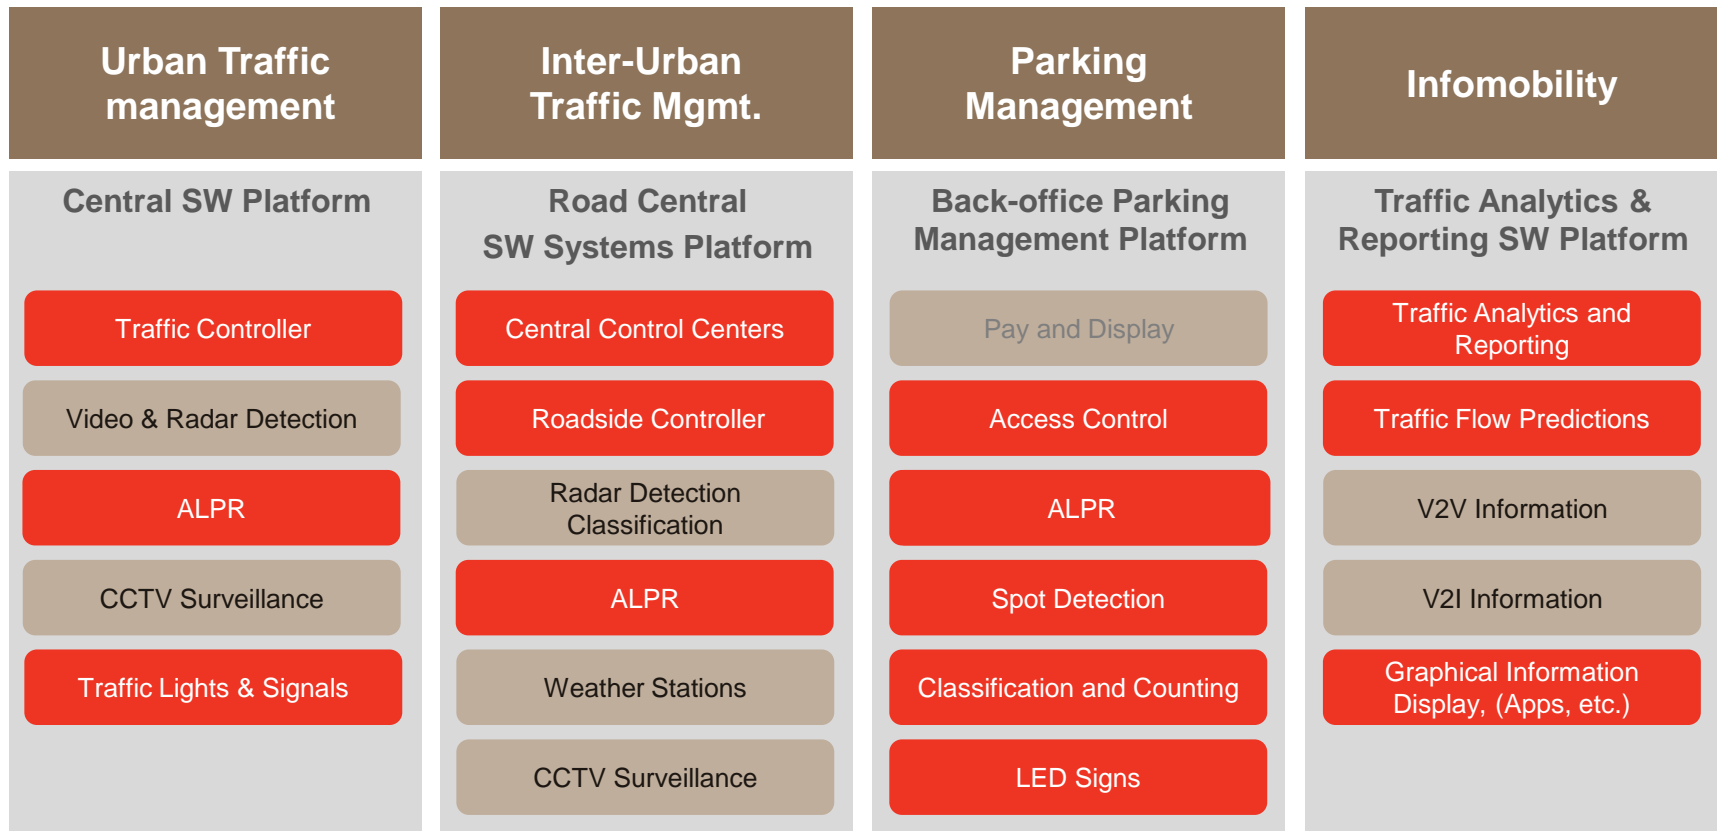 Urban Traffic
management
Central SW Platform
Traffic Controller
Video & Radar Detection
ALPR
CCTV Surveillance
Traffic Lights & Signals
Inter-Urban
Traffic Mgmt.
Road Central
SW Systems Platform
Central Control Centers
Roadside Controller
Radar Detection
Classification
ALPR
Weather Stations
CCTV Surveillance
Parking
Management
Back-office Parking
Management Platform
Pay and Display
Access Control
ALPR
Spot Detection
Classification and Counting
LED Signs
Infomobility
Traffic Analytics &
Reporting SW Platform
Traffic Analytics and
Reporting
Traffic Flow Predictions
V2V Information
V2I Information
Graphical Information
Display, (Apps, etc.)